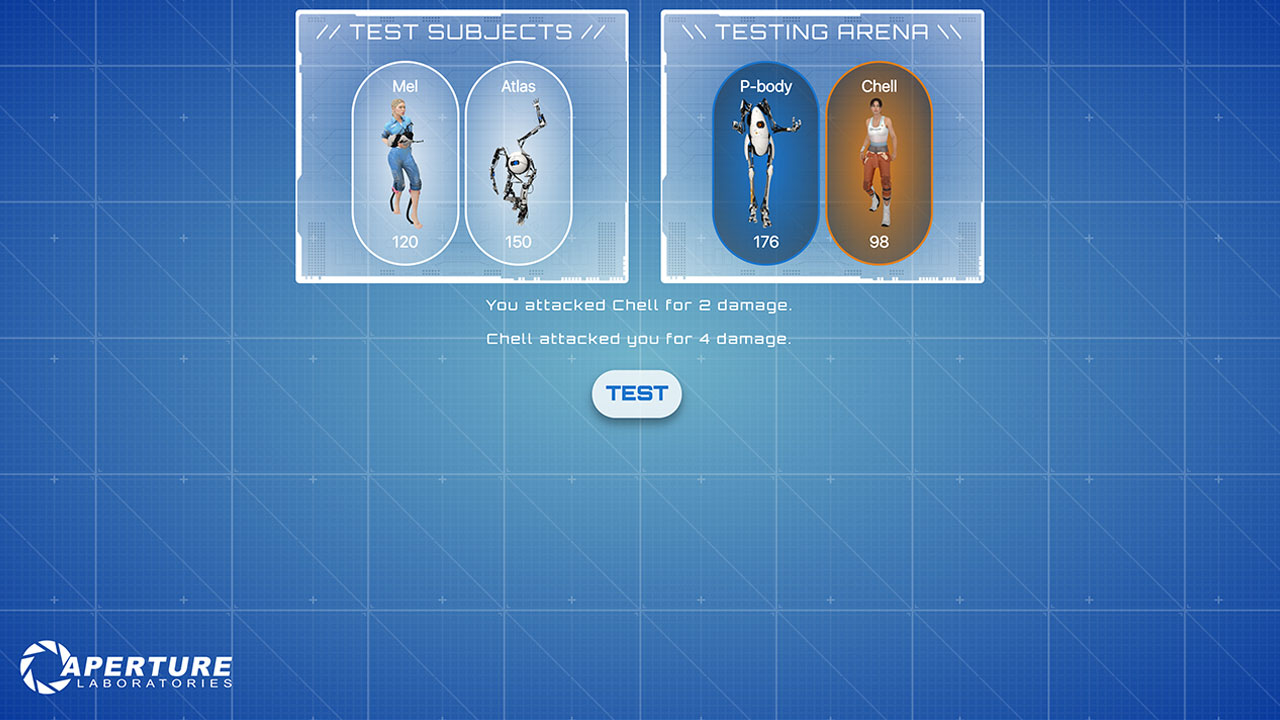 // TEST SUBJECTS //
Mel
Atlas
120
150
\\ TESTING ARENA \\
P-body
Chell
176
98
You attacked Chell for 2 damage.
Chell attacked you for 4 damage.
TEST
APERTURE
LABORATORIES